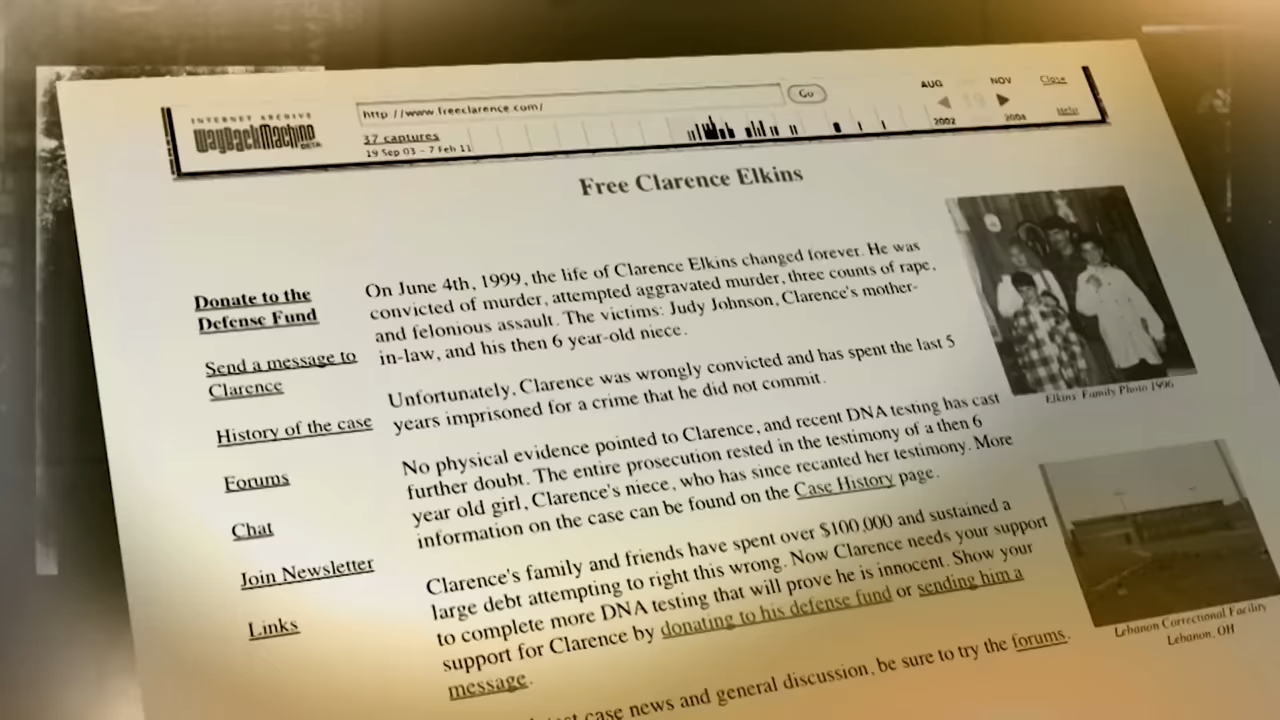 INTERNET ARCHIVE
WayBackMachine
BETA
http://www.freeclarence.com/
Go
37 captures
19 Sep 03 - 7 Feb 11
AUG
NOV
Close
19
2002
2004
Help
Free Clarence Elkins
Donate to the
Defense Fund
Send a message to
Clarence
History of the case
Forums
Chat
Join Newsletter
Links
On June 4th, 1999, the life of Clarence Elkins changed forever. He was
convicted of murder, attempted aggravated murder, three counts of rape,
and felonious assault. The victims: Judy Johnson, Clarence's mother-
in-law, and his then 6 year-old niece.
Unfortunately, Clarence was wrongly convicted and has spent the last 5
years imprisoned for a crime that he did not commit.
No physical evidence pointed to Clarence, and recent DNA testing has cast
further doubt. The entire prosecution rested in the testimony of a then 6
year old girl, Clarence's niece, who has since recanted her testimony. More
information on the case can be found on the Case History page.
Clarence's family and friends have spent over $100,000 and sustained a
large debt attempting to right this wrong. Now Clarence needs your support
to complete more DNA testing that will prove he is innocent. Show your
support for Clarence by donating to his defense fund or sending him a
message.
case news and general discussion, be sure to try the forums.
Elkins' Family Photo 1996
Lebanon Correctional Facility
Lebanon, OH